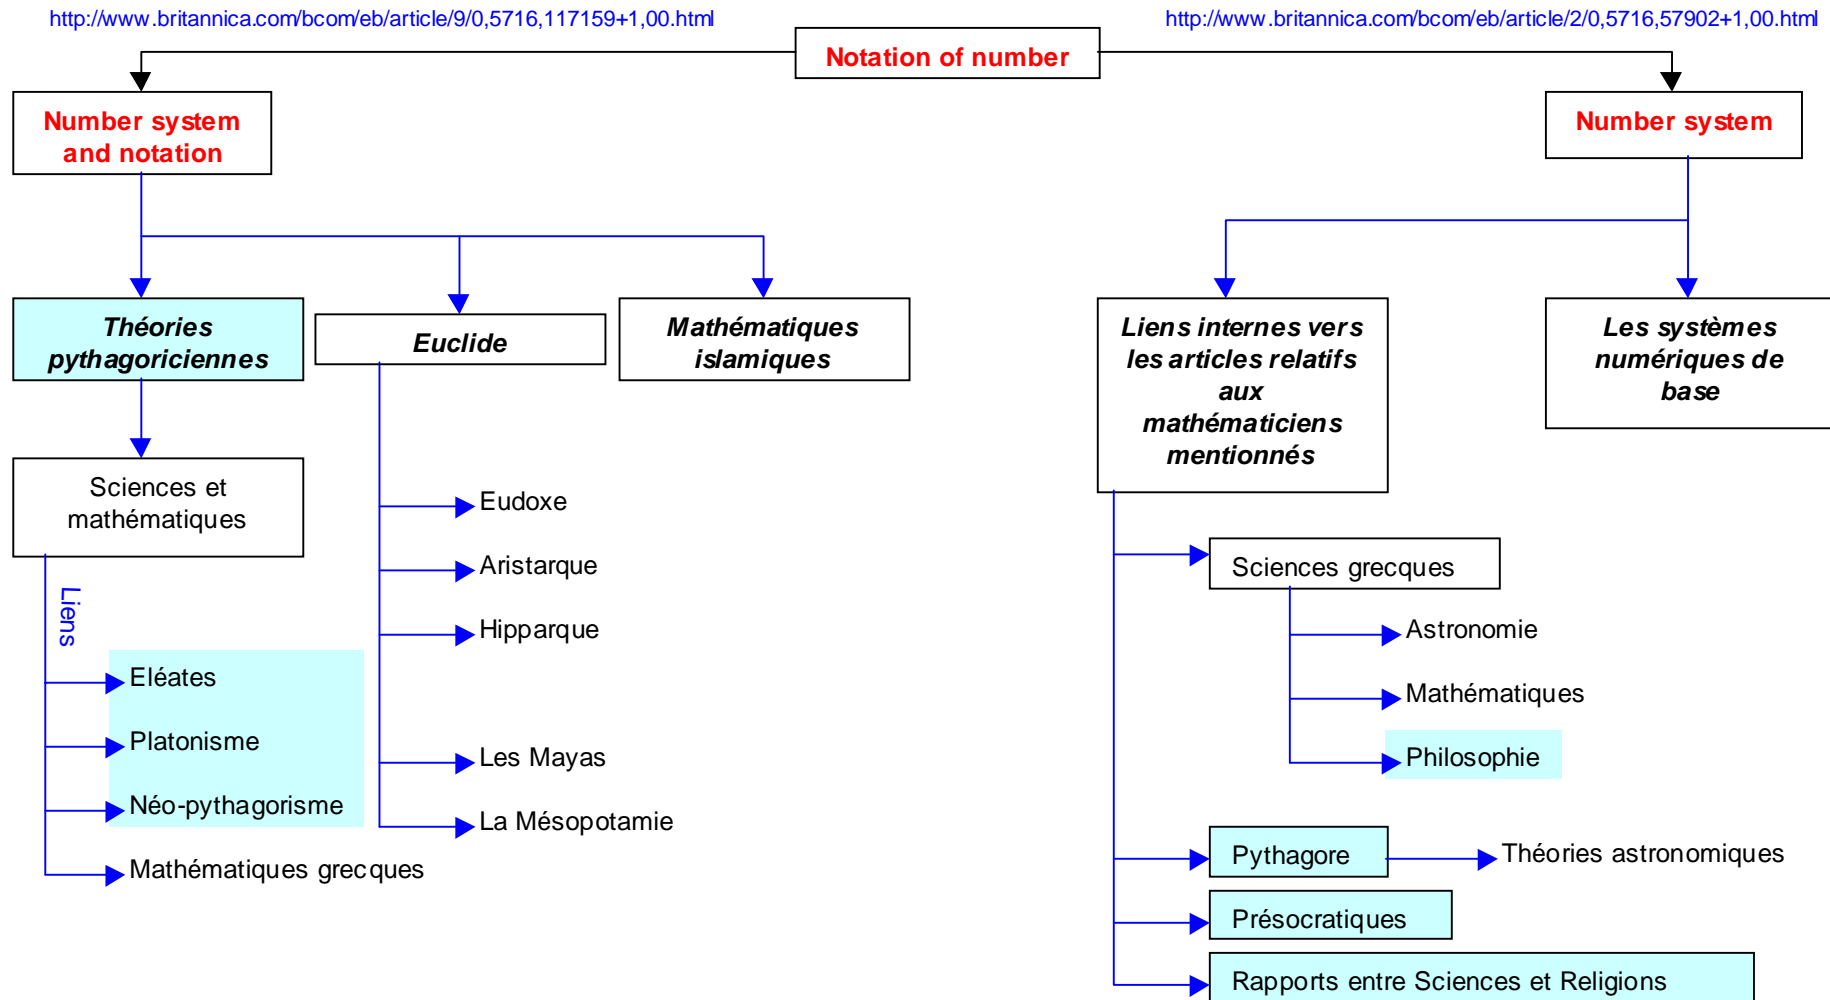 http://www.britannica.com/bcom/eb/article/9/0,5716,117159+1,00.html
http://www.britannica.com/bcom/eb/article/2/0,5716,57902+1,00.html
Notation of number
Number system
and notation
Number system
Théories
pythagoriciennes
Euclide
Mathématiques
islamiques
Liens internes vers
les articles relatifs
aux
mathématiciens
mentionnés
Les systèmes
numériques de
base
Sciences et
mathématiques
Liens
Eléates
Platonisme
Néo-pythagorisme
Mathématiques grecques
Eudoxe
Aristarque
Hipparque
Les Mayas
La Mésopotamie
Sciences grecques
Astronomie
Mathématiques
Philosophie
Pythagore
Théories astronomiques
Présocratiques
Rapports entre Sciences et Religions